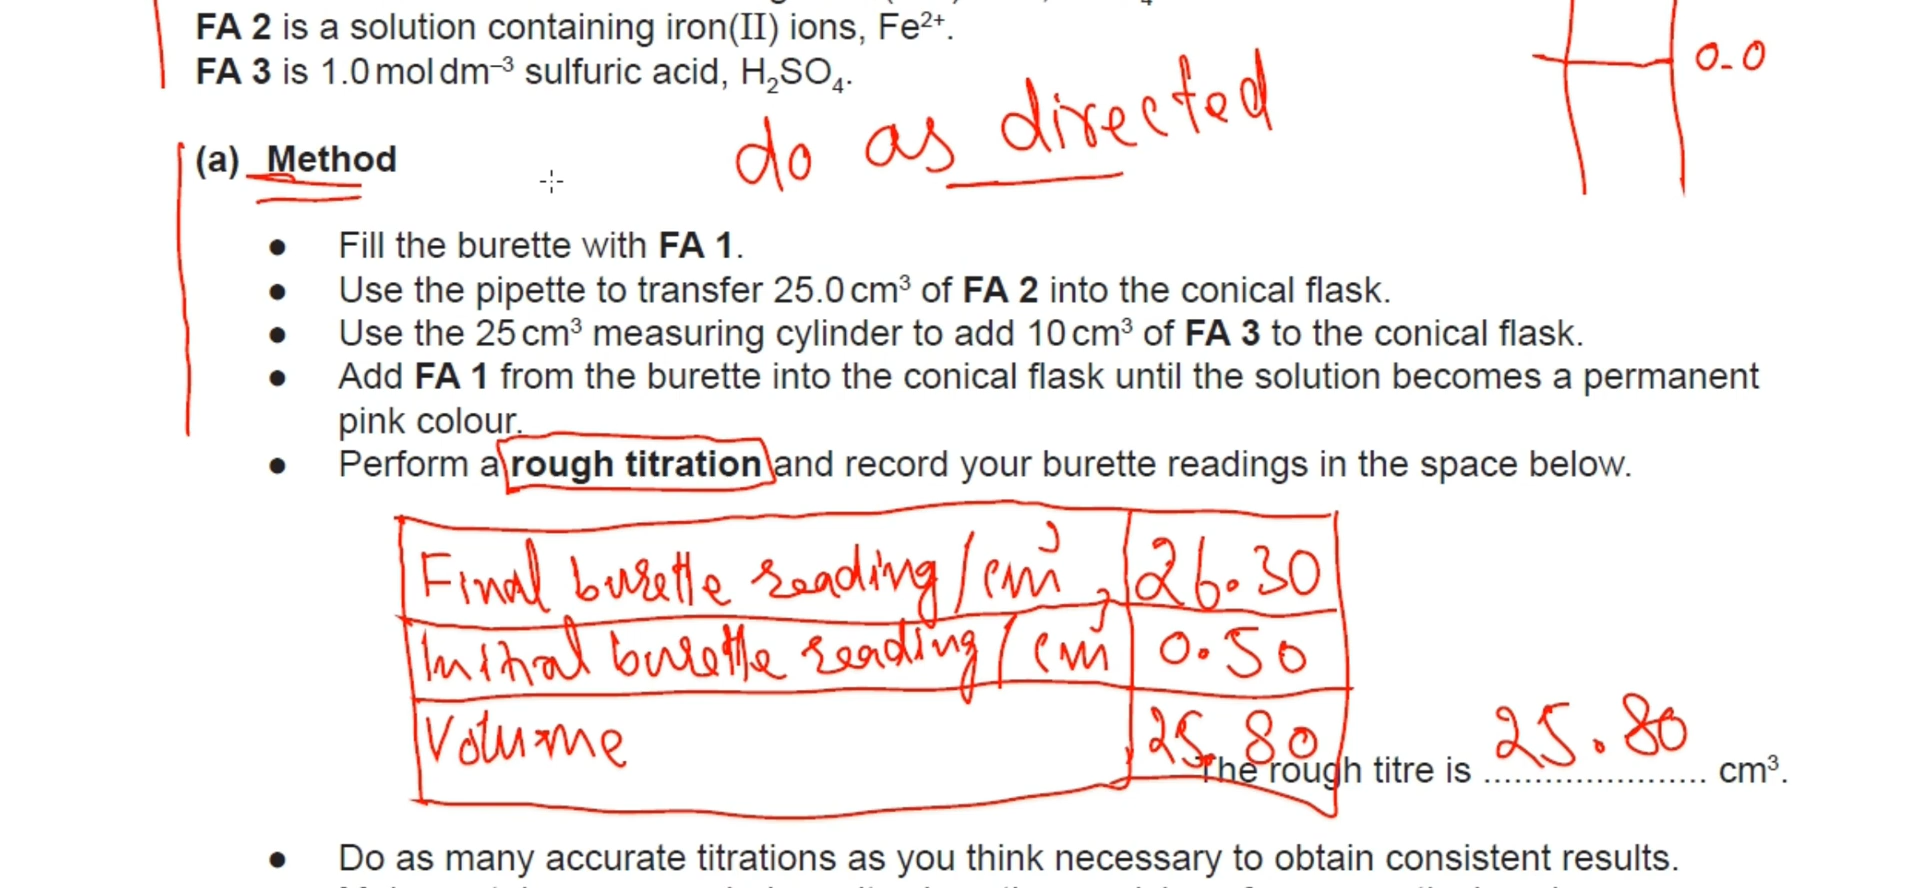 FA 2 is a solution containing iron(II) ions, Fe²⁺.
FA 3 is 1.0 mol dm⁻³ sulfuric acid, H₂SO₄.
0.0
do as directed
(a) Method
• Fill the burette with FA 1.
• Use the pipette to transfer 25.0 cm³ of FA 2 into the conical flask.
• Use the 25 cm³ measuring cylinder to add 10 cm³ of FA 3 to the conical flask.
• Add FA 1 from the burette into the conical flask until the solution becomes a permanent
pink colour.
• Perform a rough titration and record your burette readings in the space below.
Final burette reading / cm³ 26.30
Initial burette reading / cm³ 0.50
Volume 25.80
The rough titre is 25.80 cm³.
• Do as many accurate titrations as you think necessary to obtain consistent results.